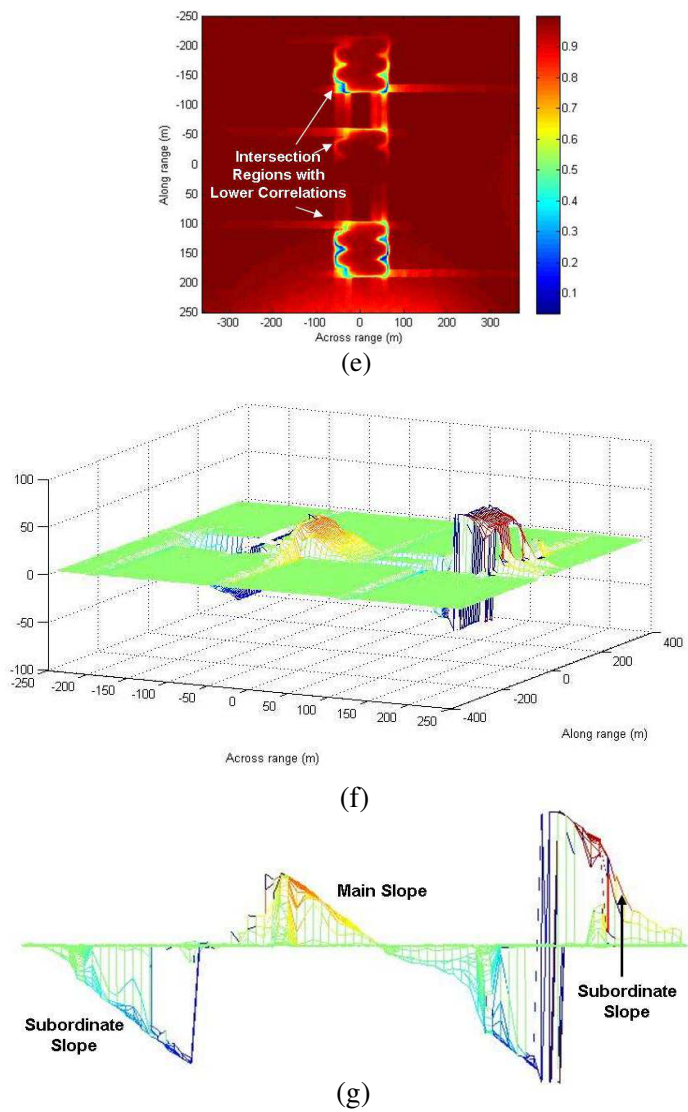 -250
-200
-150
-100
-50
0
50
100
150
200
250
Along range (m)
Intersection
Regions with
Lower Correlations
-300 -200 -100 0 100 200 300
Across range (m)
0.9
0.8
0.7
0.6
0.5
0.4
0.3
0.2
0.1
(e)
100
50
0
-50
-100
-250 -200 -150 -100 -50 0 50 100 150 200 250
-400 -200 0 200 400
Across range (m)
Along range (m)
(f)
Main Slope
Subordinate
Slope
Subordinate
Slope
(g)